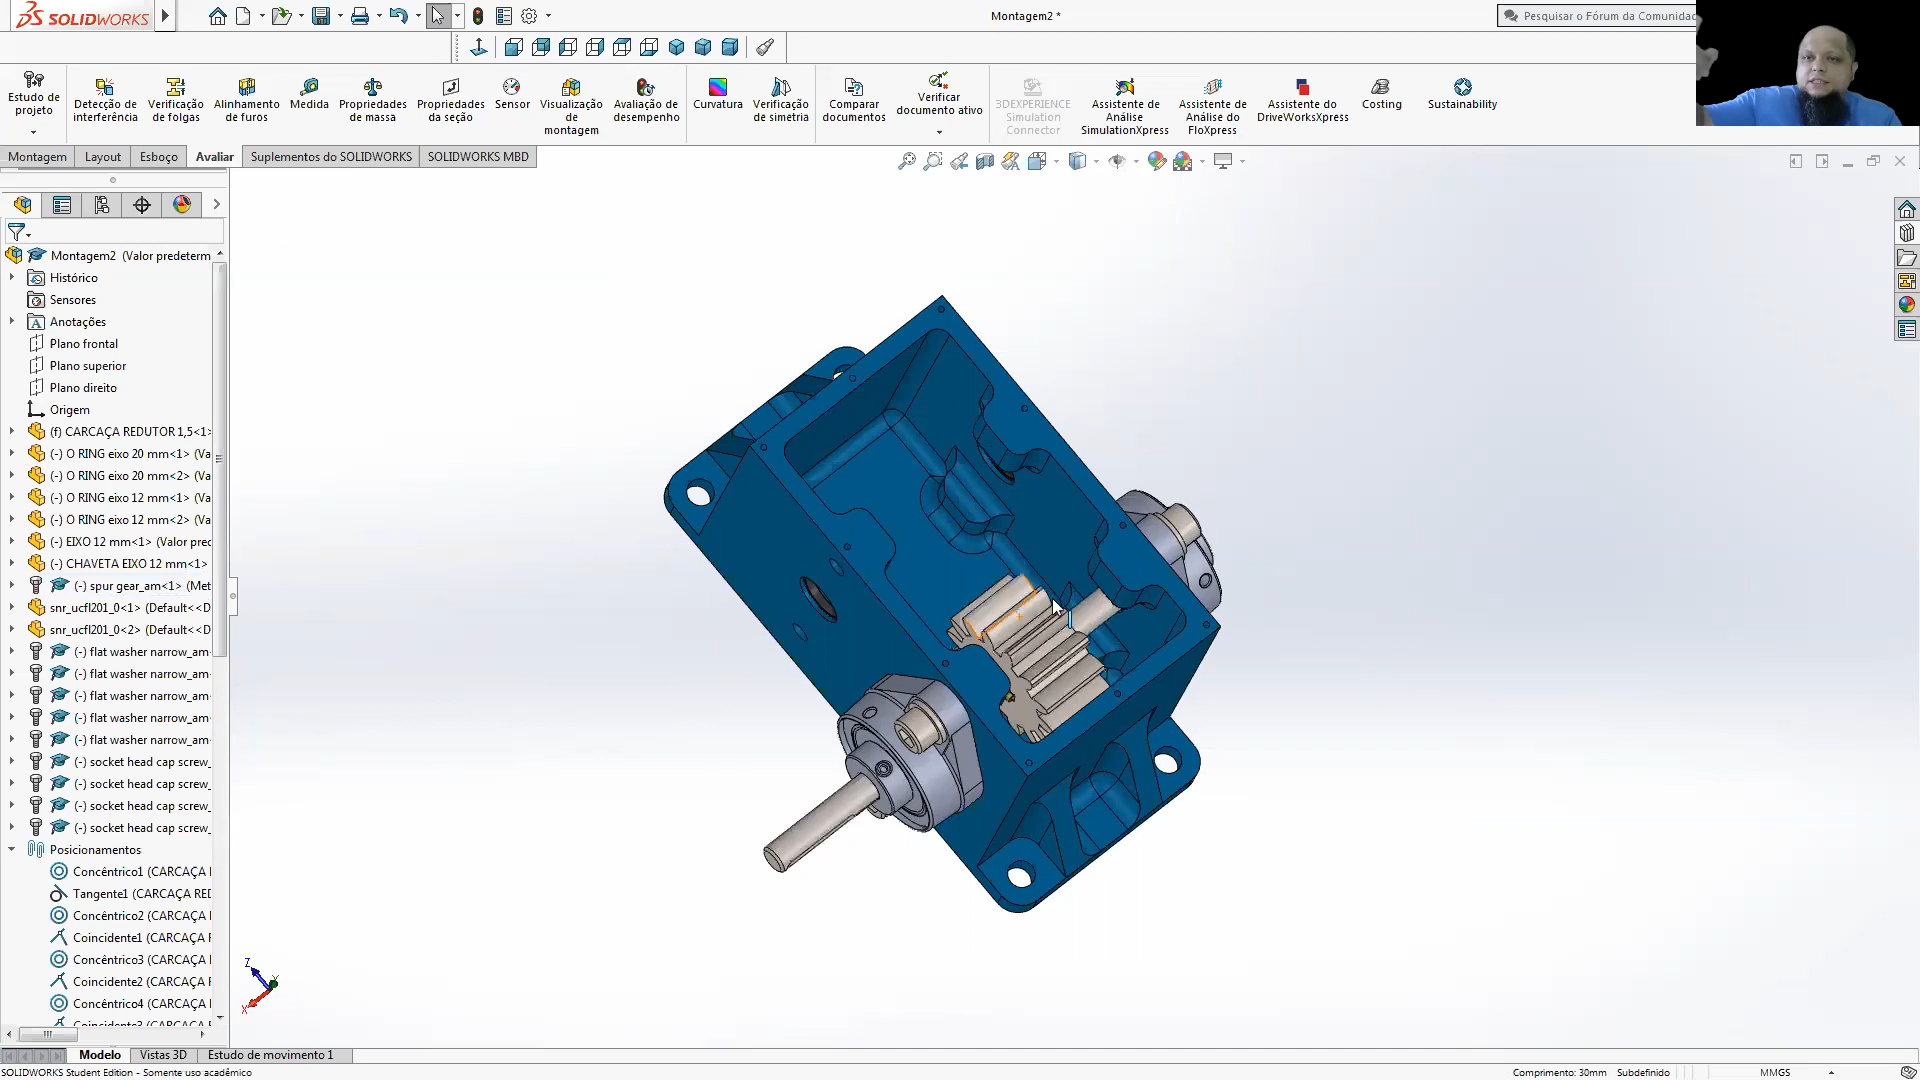 SOLIDWORKS
Montagem2 *
Pesquisar o Fórum da Comunidad
Estudo de
projeto
Detecção de
interferência
Verificação
de folgas
Alinhamento
de furos
Medida
Propriedades
de massa
Propriedades
da seção
Sensor
Visualização
de
montagem
Avaliação de
desempenho
Curvatura
Verificação
de simetria
Comparar
documentos
Verificar
documento ativo
3DEXPERIENCE
Simulation
Connector
Assistente de
Análise
SimulationXpress
Assistente de
Análise do
FloXpress
Assistente do
DriveWorksXpress
Costing
Sustainability
Montagem
Layout
Esboço
Avaliar
Suplementos do SOLIDWORKS
SOLIDWORKS MBD
Montagem2 (Valor predeterm
Histórico
Sensores
Anotações
Plano frontal
Plano superior
Plano direito
Origem
(f) CARCAÇA REDUTOR 1,5<1>
(-) O RING eixo 20 mm<1> (Va
(-) O RING eixo 20 mm<2> (Va
(-) O RING eixo 12 mm<1> (Va
(-) O RING eixo 12 mm<2> (Va
(-) EIXO 12 mm<1> (Valor pred
(-) CHAVETA EIXO 12 mm<1>
(-) spur gear_am<1> (Met
snr_ucfl201_0<1> (Default<<D
snr_ucfl201_0<2> (Default<<D
(-) flat washer narrow_am
(-) flat washer narrow_am
(-) flat washer narrow_am
(-) flat washer narrow_am
(-) flat washer narrow_am
(-) socket head cap screw_
(-) socket head cap screw_
(-) socket head cap screw_
(-) socket head cap screw_
Posicionamentos
Concêntrico1 (CARCAÇA
Tangente1 (CARCAÇA RED
Concêntrico2 (CARCAÇA
Coincidente1 (CARCAÇA
Concêntrico3 (CARCAÇA
Coincidente2 (CARCAÇA
Concêntrico4 (CARCAÇA
Z
Y
X
Modelo
Vistas 3D
Estudo de movimento 1
SOLIDWORKS Student Edition - Somente uso acadêmico
Comprimento: 30mm
Subdefinido
MMGS